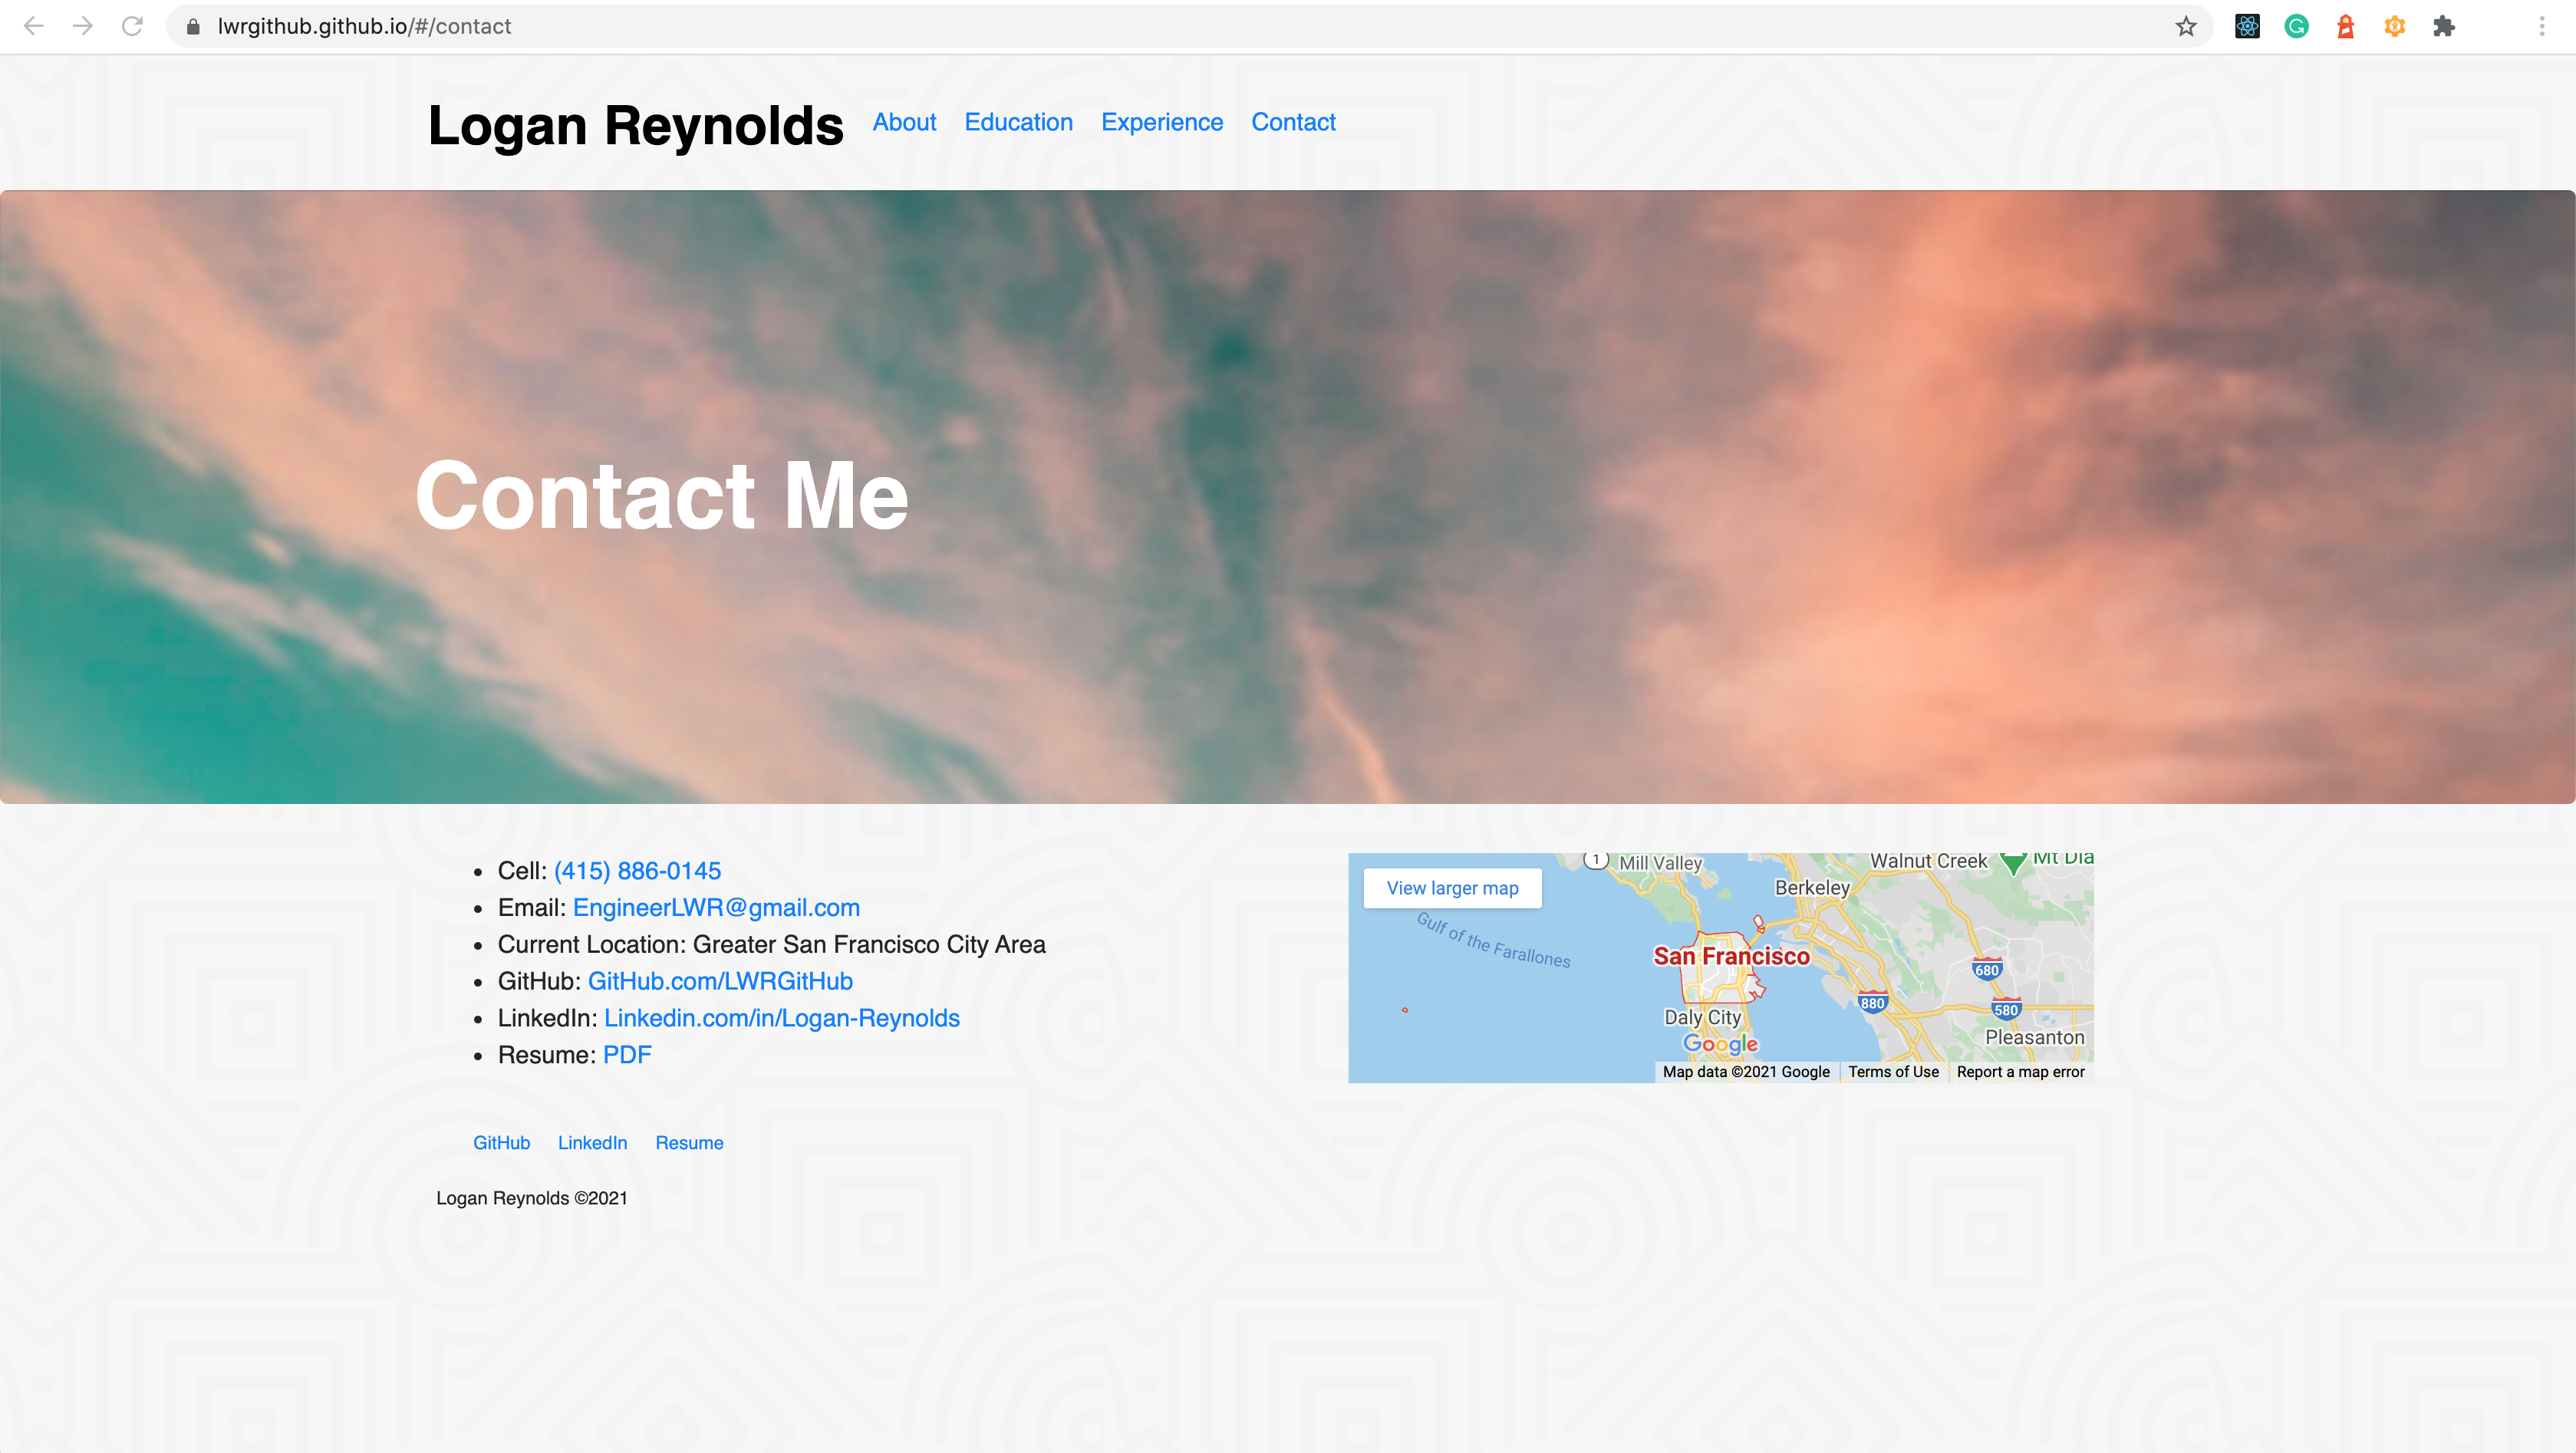 lwrgithub.github.io/#/contact
Logan Reynolds About Education Experience Contact
Contact Me
• Cell: (415) 886-0145
• Email: EngineerLWR@gmail.com
• Current Location: Greater San Francisco City Area
• GitHub: GitHub.com/LWRGitHub
• LinkedIn: Linkedin.com/in/Logan-Reynolds
• Resume: PDF
1 Mill Valley Walnut Creek Mt Dia
View larger map
Berkeley
Gulf of the Farallones
San Francisco
680
880
580
Daly City
Pleasanton
Google
Map data ©2021 Google Terms of Use Report a map error
GitHub LinkedIn Resume
Logan Reynolds ©2021